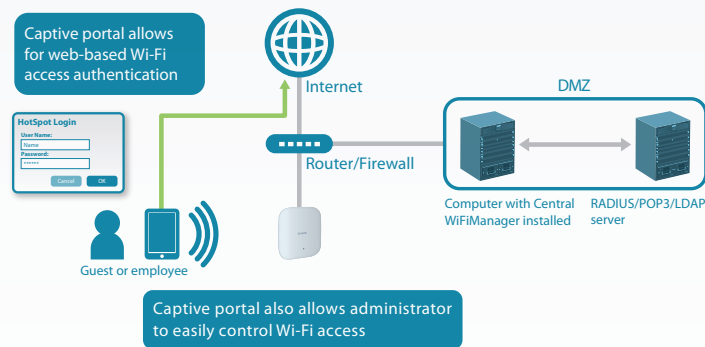 Captive portal allows
for web-based Wi-Fi
access authentication
Internet
DMZ
HotSpot Login
User Name:
Name
Password:
******
Cancel
OK
Router/Firewall
Computer with Central
WiFiManager installed
RADIUS/POP3/LDAP
server
Guest or employee
Captive portal also allows administrator
to easily control Wi-Fi access